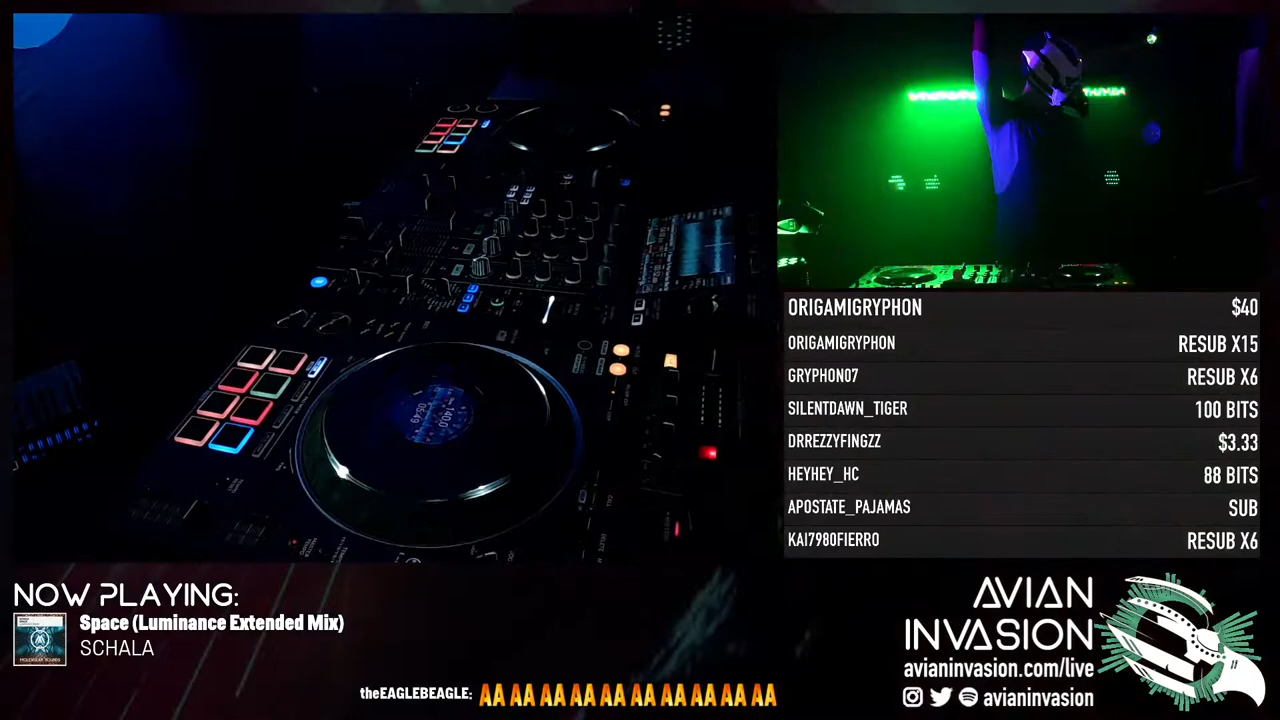 ORIGAMIGRYPHON $40
ORIGAMIGRYPHON RESUB X15
GRYPHON07 RESUB X6
SILENTDAWN_TIGER 100 BITS
DRREZZYFINGZZ $3.33
HEYHEY_HC 88 BITS
APOSTATE_PAJAMAS SUB
KAI7980FIERRO RESUB X6
NOW PLAYING:
Space (Luminance Extended Mix)
SCHALA
theEAGLEBEAGLE: AA AA AA AA AA AA AA AA AA AA
AVIAN
INVASION
avianinvasion.com/live
avianinvasion